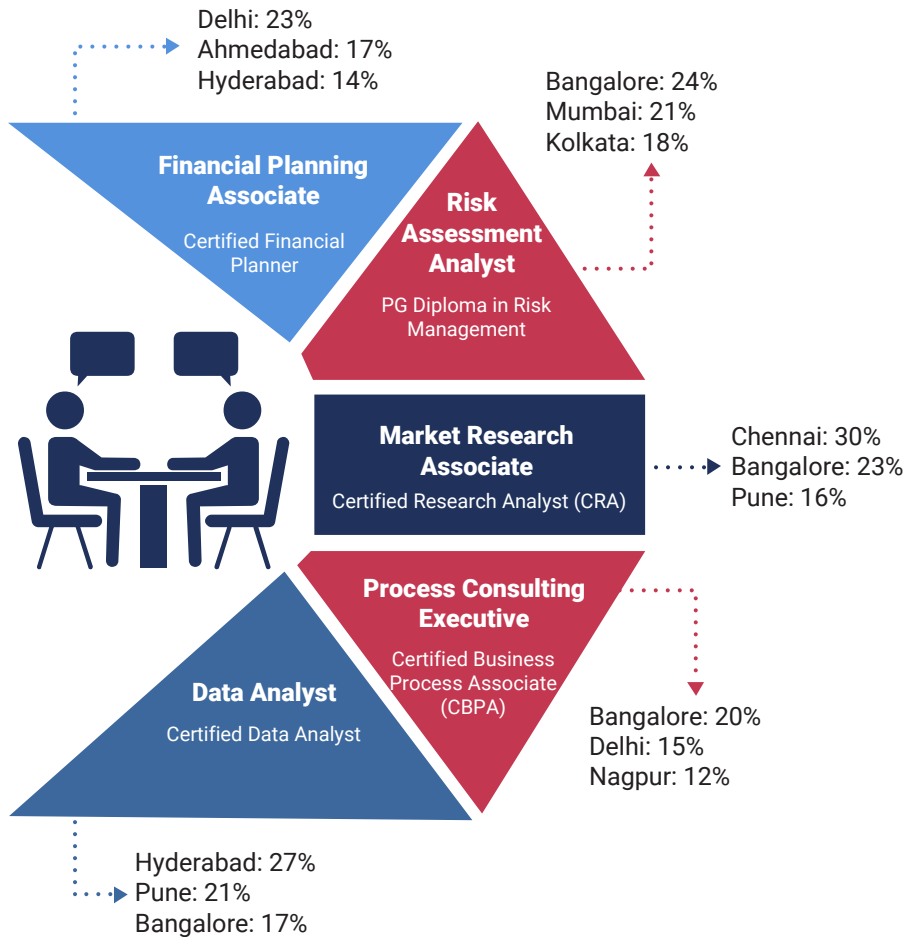 Delhi: 23%
Ahmedabad: 17%
Hyderabad: 14%
Bangalore: 24%
Mumbai: 21%
Kolkata: 18%
Financial Planning
Associate
Certified Financial
Planner
Risk
Assessment
Analyst
PG Diploma in Risk
Management
Market Research
Associate
Certified Research Analyst (CRA)
Chennai: 30%
Bangalore: 23%
Pune: 16%
Process Consulting
Executive
Certified Business
Process Associate
(CBPA)
Bangalore: 20%
Delhi: 15%
Nagpur: 12%
Data Analyst
Certified Data Analyst
Hyderabad: 27%
Pune: 21%
Bangalore: 17%